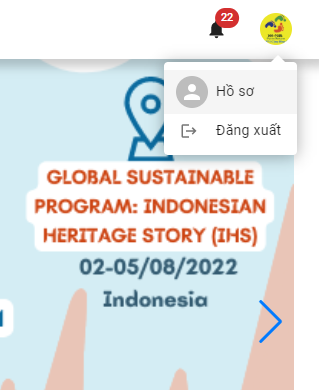 22
Hồ sơ
Đăng xuất
GLOBAL SUSTAINABLE
PROGRAM: INDONESIAN
HERITAGE STORY (IHS)
02-05/08/2022
Indonesia